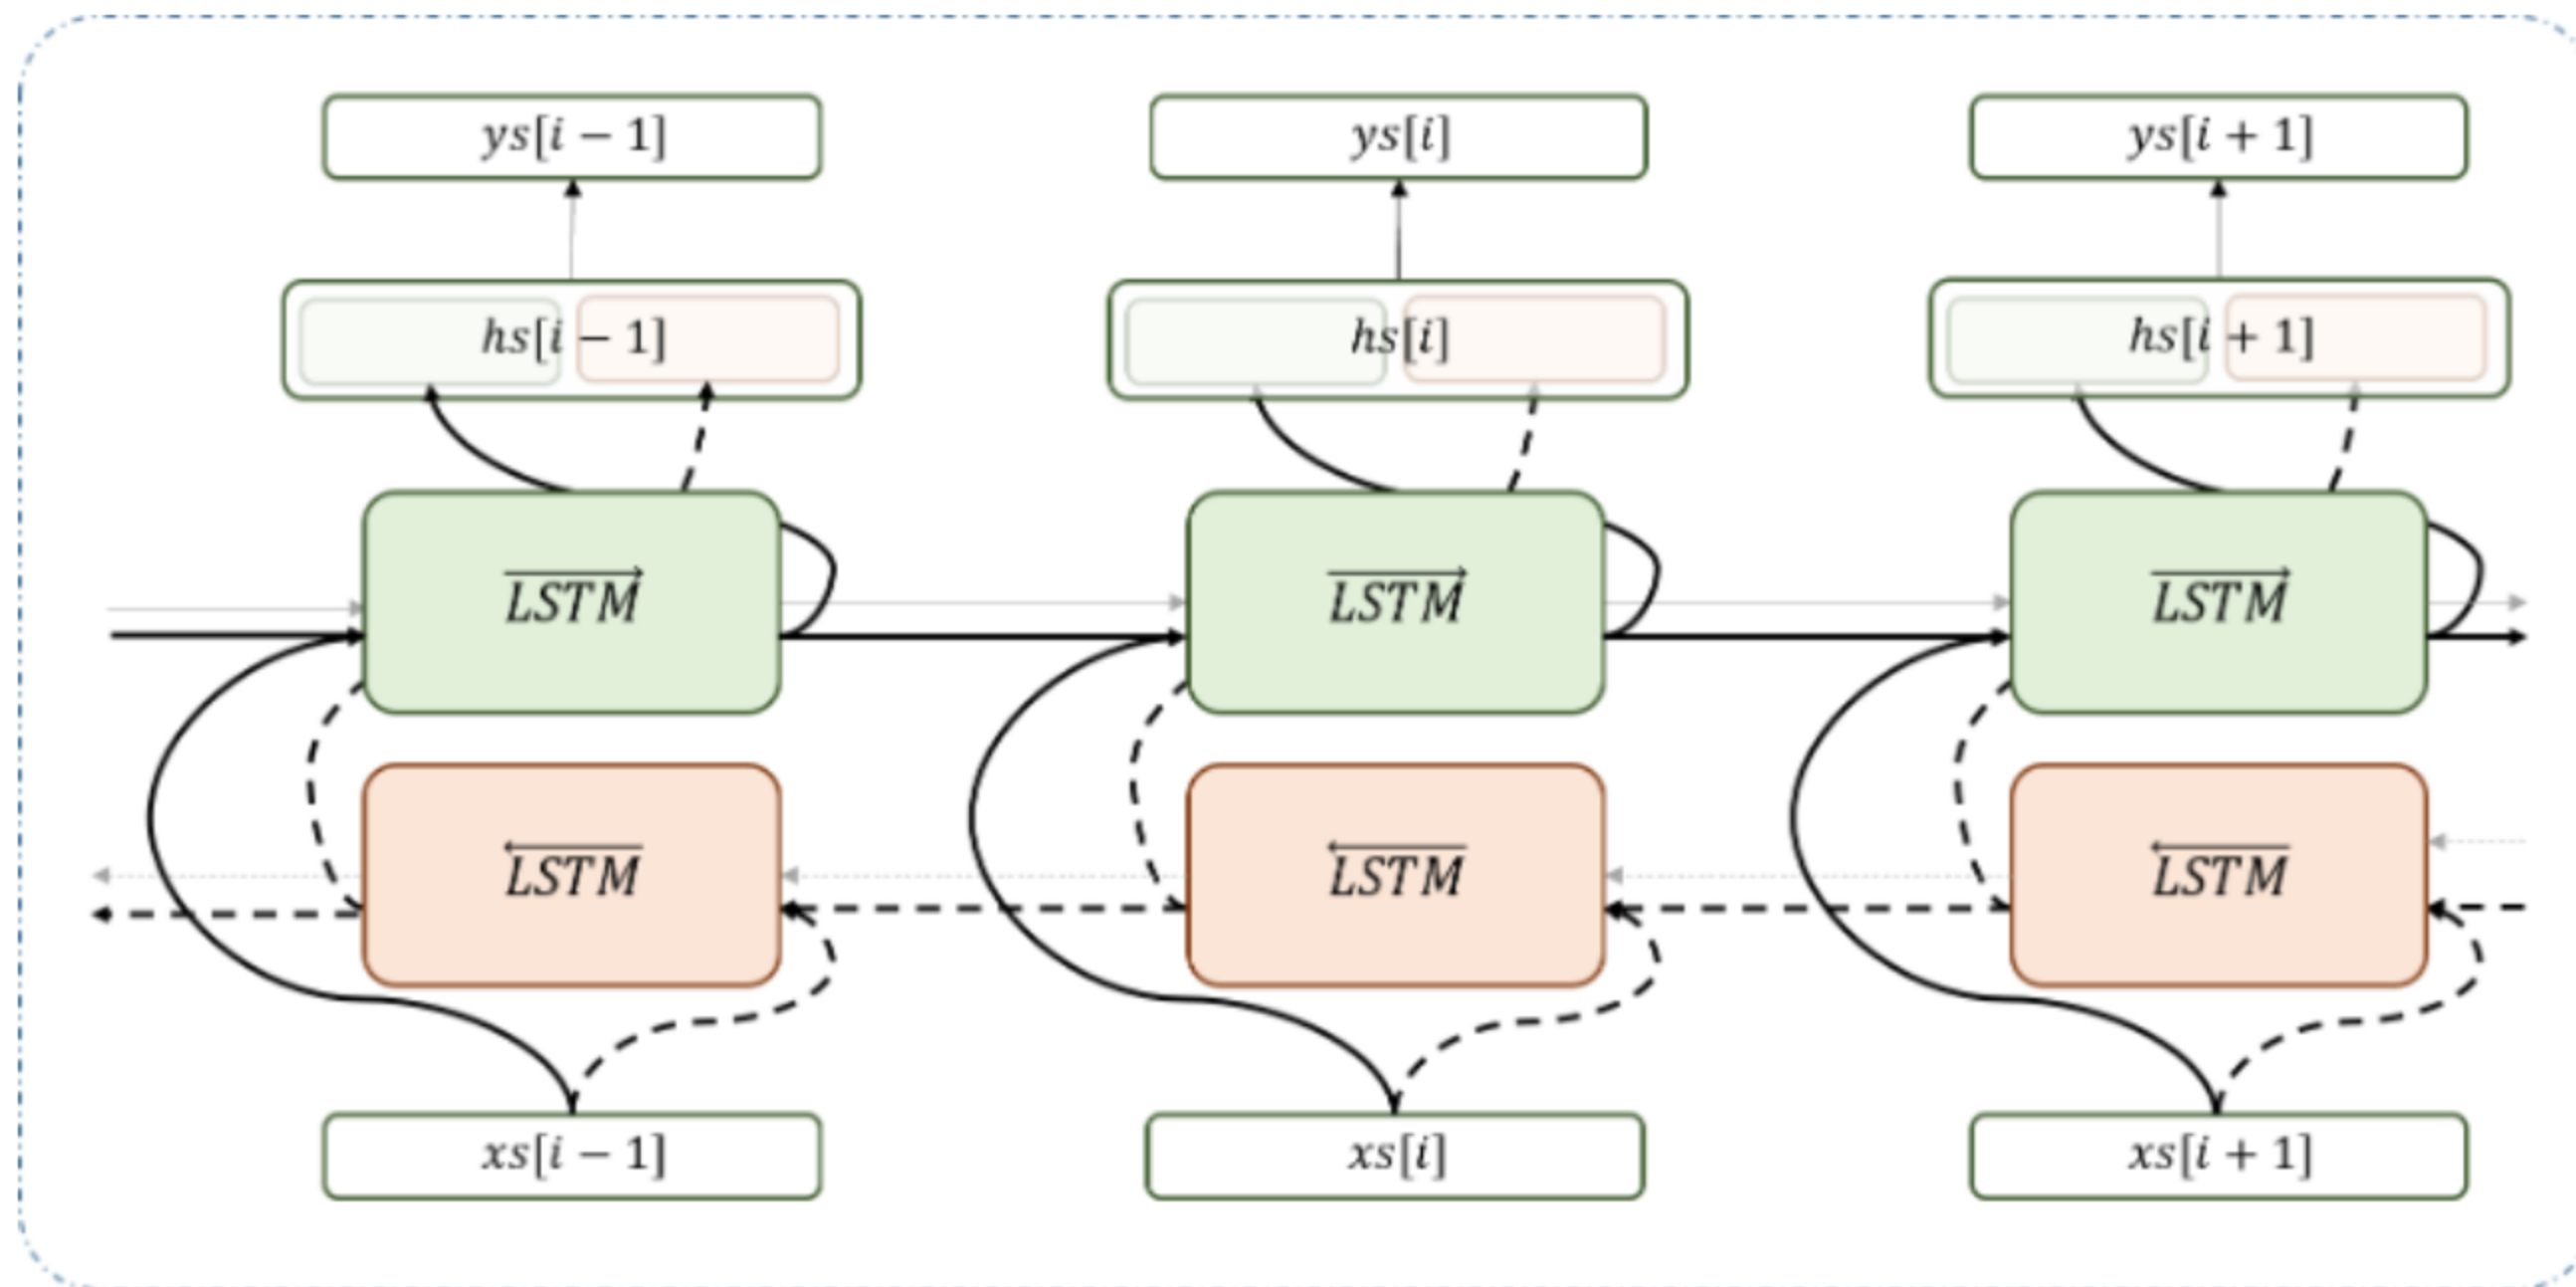 ys[i − 1]
ys[i]
ys[i + 1]
hs[i − 1]
hs[i]
hs[i + 1]
LSTM
LSTM
LSTM
LSTM
LSTM
LSTM
xs[i − 1]
xs[i]
xs[i + 1]